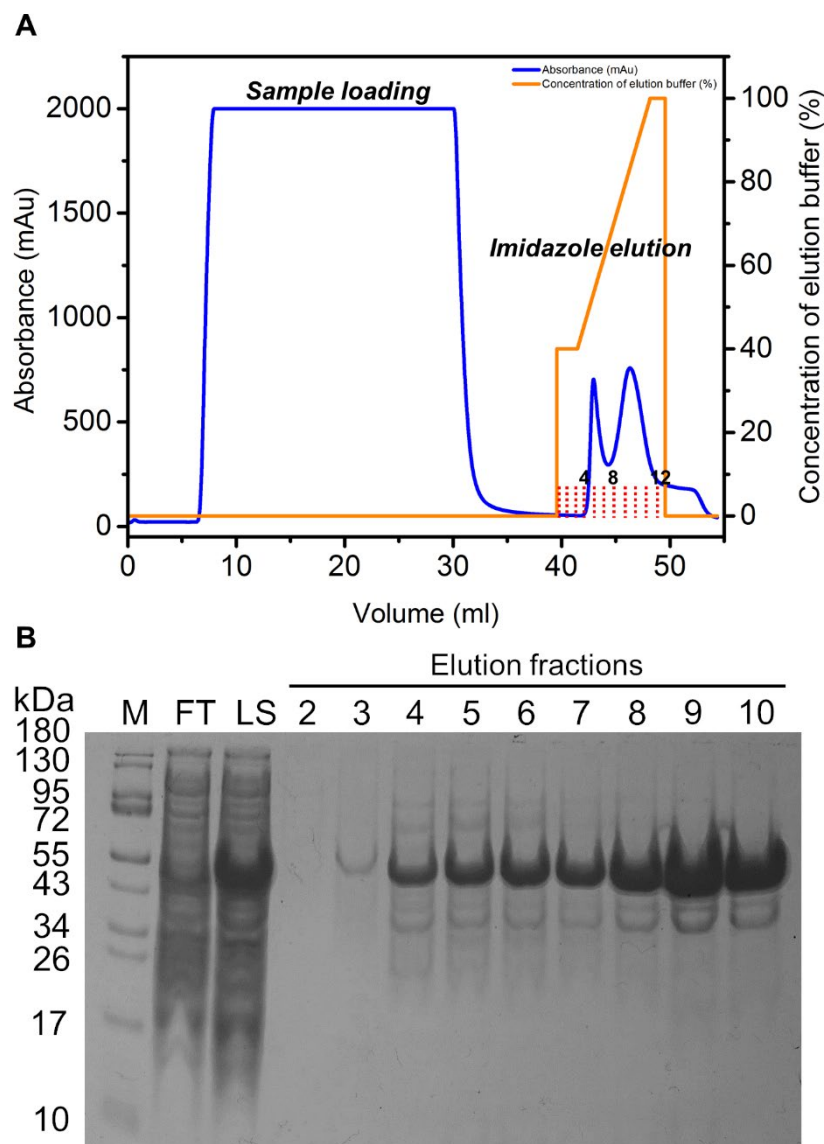 A
Absorbance (mAu)
Concentration of elution buffer (%)
Sample loading
Imidazole elution
2000
1500
1000
500
0
100
80
60
40
20
0
4 8 12
0 10 20 30 40 50
Absorbance (mAu)
Concentration of elution buffer (%)
Volume (ml)
B
Elution fractions
kDa M FT LS 2 3 4 5 6 7 8 9 10
180
130
95
72
55
43
34
26
17
10